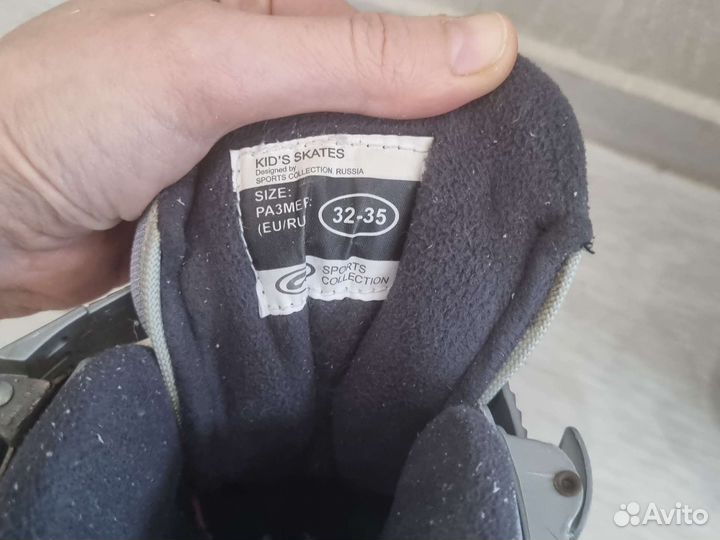 KID'S SKATES
Designed by
SPORTS COLLECTION, RUSSIA
SIZE:
РАЗМЕР:
(EU/RU
32-35
SPORTS
COLLECTION
Avito